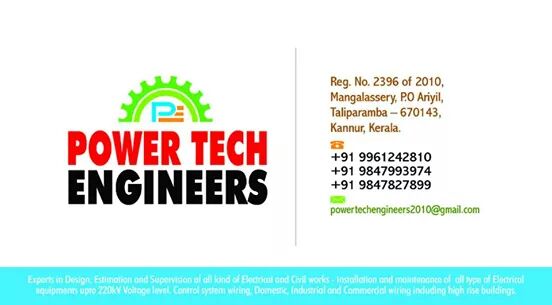 PE
POWER TECH
ENGINEERS
Reg. No. 2396 of 2010,
Mangalassery, P.O Ariyil,
Taliparamba – 670143,
Kannur, Kerala.
+91 9961242810
+91 9847993974
+91 9847827899
powertechengineers2010@gmail.com
Experts in Design, Estimation and Supervision of all kind of Electrical and Civil works - Installation and maintenance of all type of Electrical
equipments upto 220kV Voltage level. Control system wiring, Domestic, Industrial and Commercial wiring including high rise buildings.